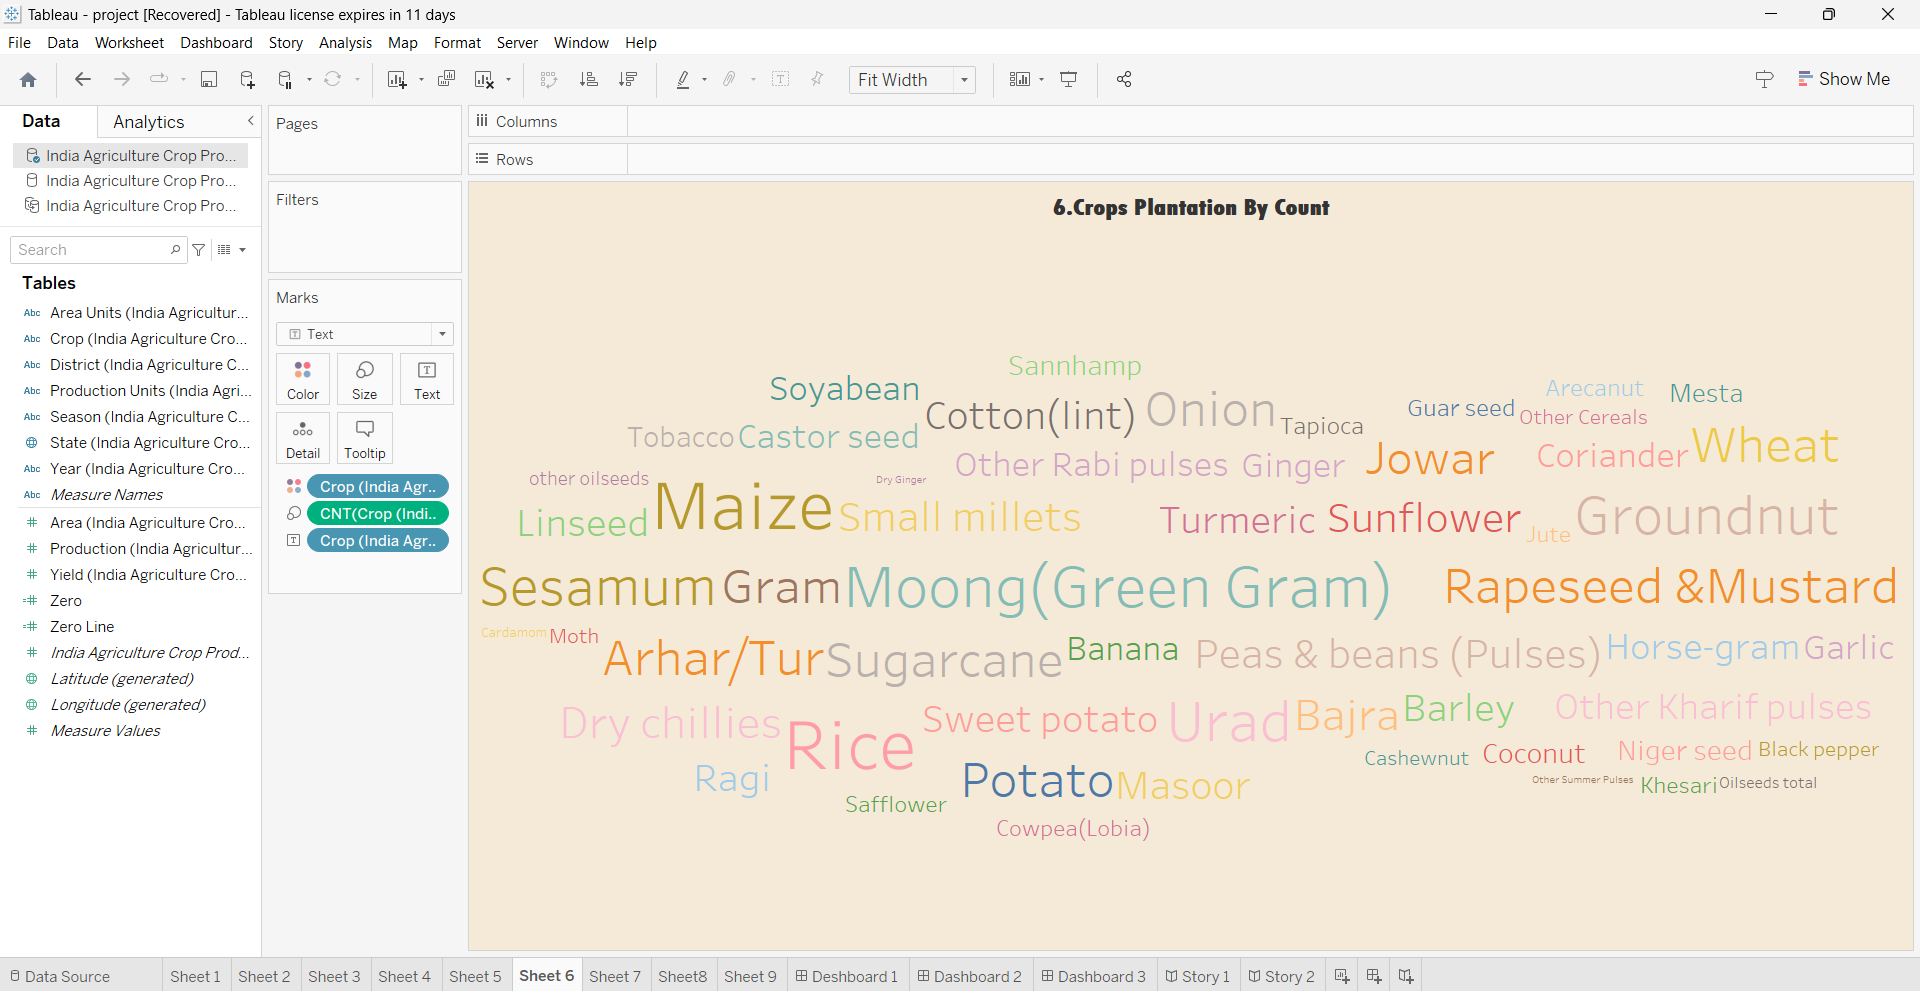 Tableau - project [Recovered] - Tableau license expires in 11 days
File Data Worksheet Dashboard Story Analysis Map Format Server Window Help
Fit Width
Show Me
Data Analytics
India Agriculture Crop Pro...
India Agriculture Crop Pro...
India Agriculture Crop Pro...
Search
Tables
Abc Area Units (India Agricultur...
Abc Crop (India Agriculture Cro...
Abc District (India Agriculture C...
Abc Production Units (India Agri...
Abc Season (India Agriculture C...
State (India Agriculture Cro...
Abc Year (India Agriculture Cro...
Abc Measure Names
# Area (India Agriculture Cro...
# Production (India Agricultur...
# Yield (India Agriculture Cro...
=# Zero
=# Zero Line
# India Agriculture Crop Prod...
Latitude (generated)
Longitude (generated)
# Measure Values
Pages
Filters
Marks
T Text
Color Size T Text
Detail Tooltip
Crop (India Agr..
CNT(Crop (Indi..
T Crop (India Agr..
Columns
Rows
6.Crops Plantation By Count
Sannhamp
Soyabean
Arecanut
Mesta
Cotton(lint)
Onion
Guar seed
Other Cereals
Tapioca
Tobacco
Castor seed
Wheat
Other Rabi pulses
Ginger
Jowar
Coriander
other oilseeds
Dry Ginger
Maize
Linseed
Small millets
Turmeric
Sunflower
Jute
Groundnut
Sesamum
Gram
Moong(Green Gram)
Rapeseed &Mustard
Cardamom
Moth
Arhar/Tur
Sugarcane
Banana
Peas & beans (Pulses)
Horse-gram
Garlic
Dry chillies
Rice
Sweet potato
Urad
Bajra
Barley
Other Kharif pulses
Cashewnut
Coconut
Niger seed
Black pepper
Ragi
Potato
Masoor
Other Summer Pulses
Khesari
Oilseeds total
Safflower
Cowpea(Lobia)
Data Source Sheet 1 Sheet 2 Sheet 3 Sheet 4 Sheet 5 Sheet 6 Sheet 7 Sheet8 Sheet 9 Deshboard 1 Dashboard 2 Dashboard 3 Story 1 Story 2